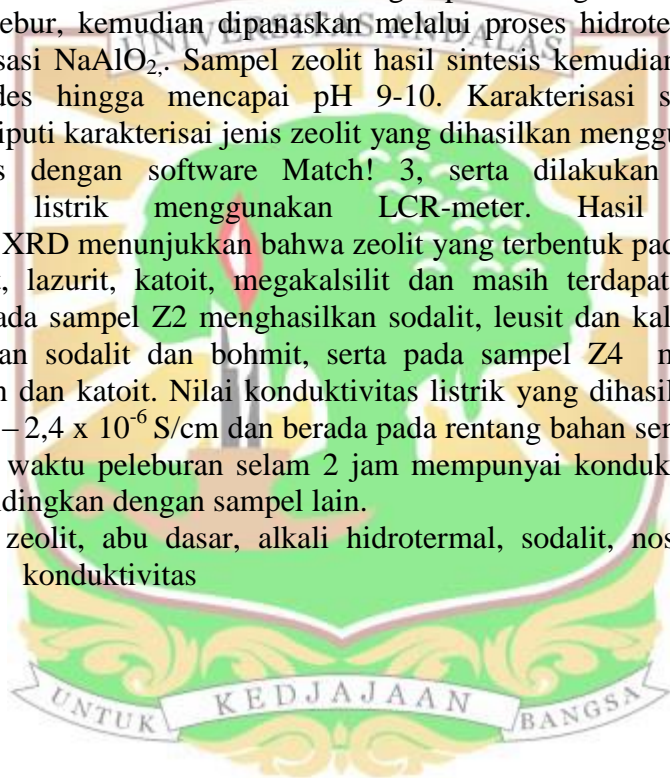 ebur, kemudian dipanaskan melalui proses hidrote
UNIVERSITAS ANDALAS
sasi NaAlO2,. Sampel zeolit hasil sintesis kemudian
des hingga mencapai pH 9-10. Karakterisasi s
iputi karakterisai jenis zeolit yang dihasilkan menggu
s dengan software Match! 3, serta dilakukan
listrik menggunakan LCR-meter. Hasil
XRD menunjukkan bahwa zeolit yang terbentuk pad
, lazurit, katoit, megakalsilit dan masih terdapat
ada sampel Z2 menghasilkan sodalit, leusit dan kal
an sodalit dan bohmit, serta pada sampel Z4 n
n dan katoit. Nilai konduktivitas listrik yang dihasil
– 2,4 x 10-6 S/cm dan berada pada rentang bahan sen
waktu peleburan selam 2 jam mempunyai konduk
dingkan dengan sampel lain.
zeolit, abu dasar, alkali hidrotermal, sodalit, nos
konduktivitas
UNTUK KEDJAJAAN BANGSA